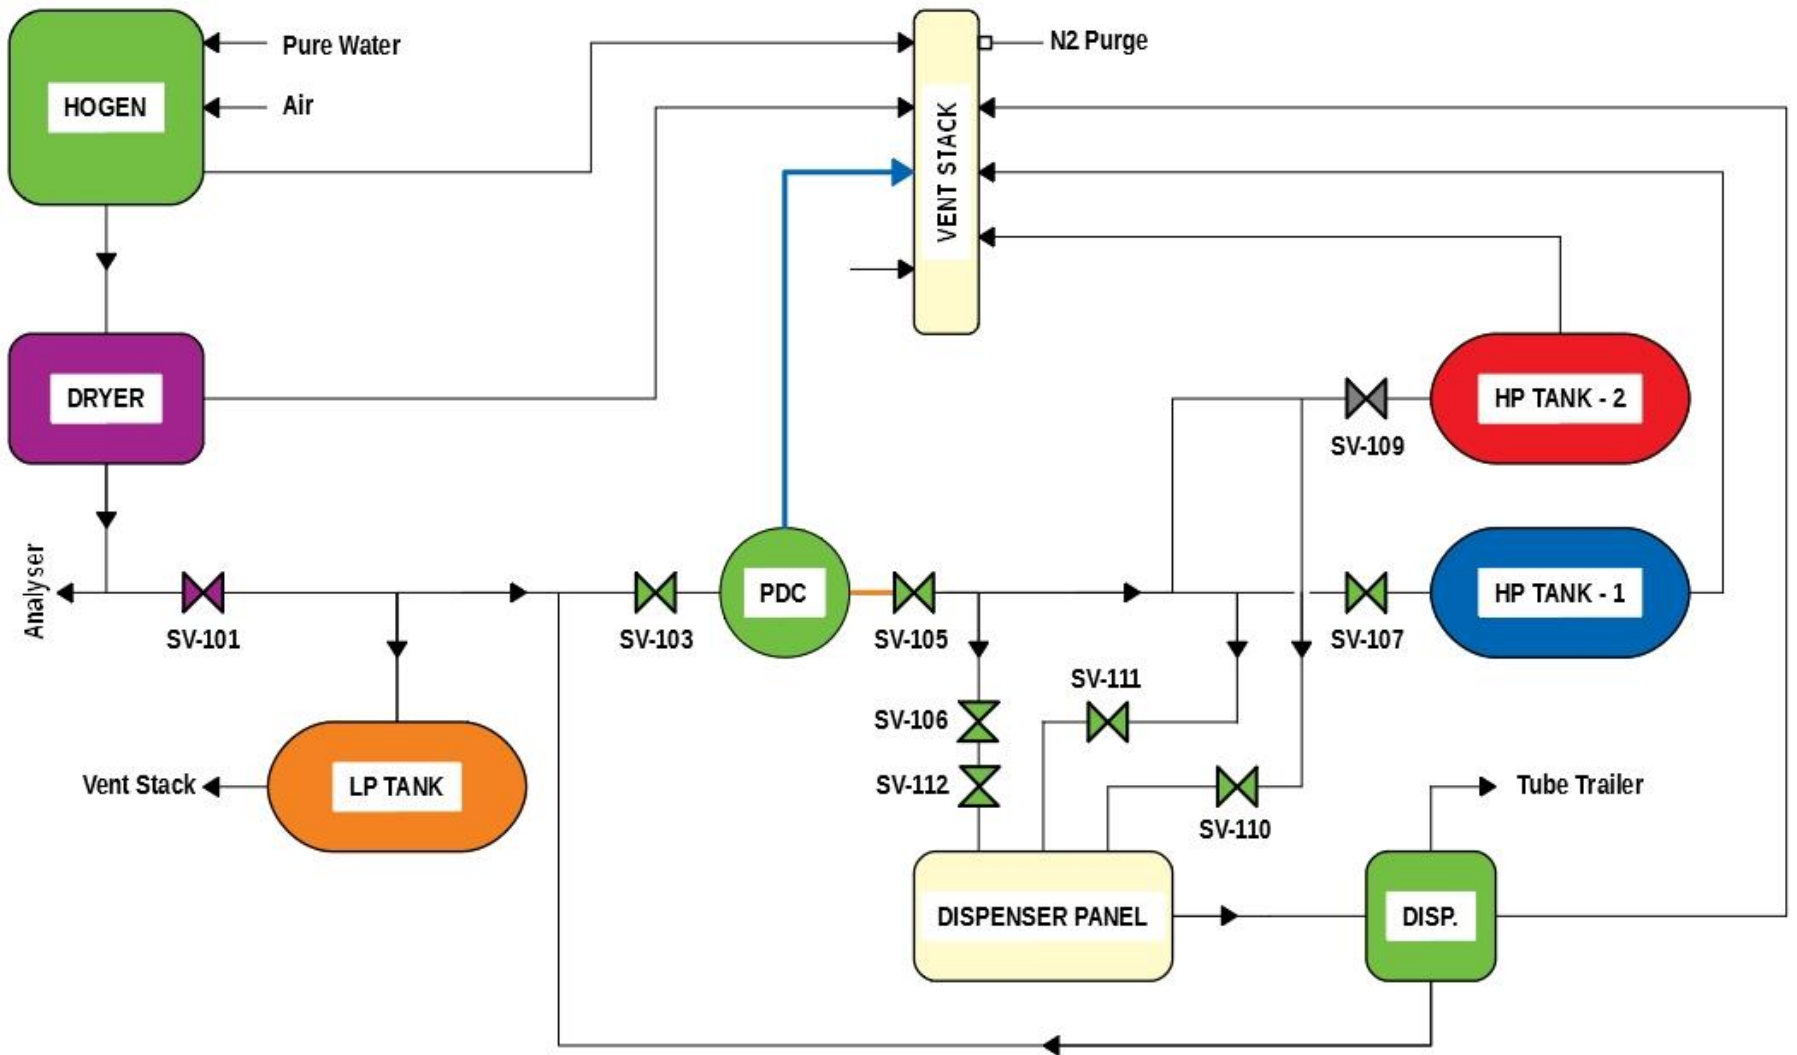 Pure Water
N2 Purge
HOGEN
Air
VENT STACK
DRYER
HP TANK - 2
SV-109
Analyser
PDC
HP TANK - 1
SV-101
SV-103
SV-105
SV-107
SV-111
SV-106
Vent Stack
LP TANK
SV-112
Tube Trailer
SV-110
DISPENSER PANEL
DISP.